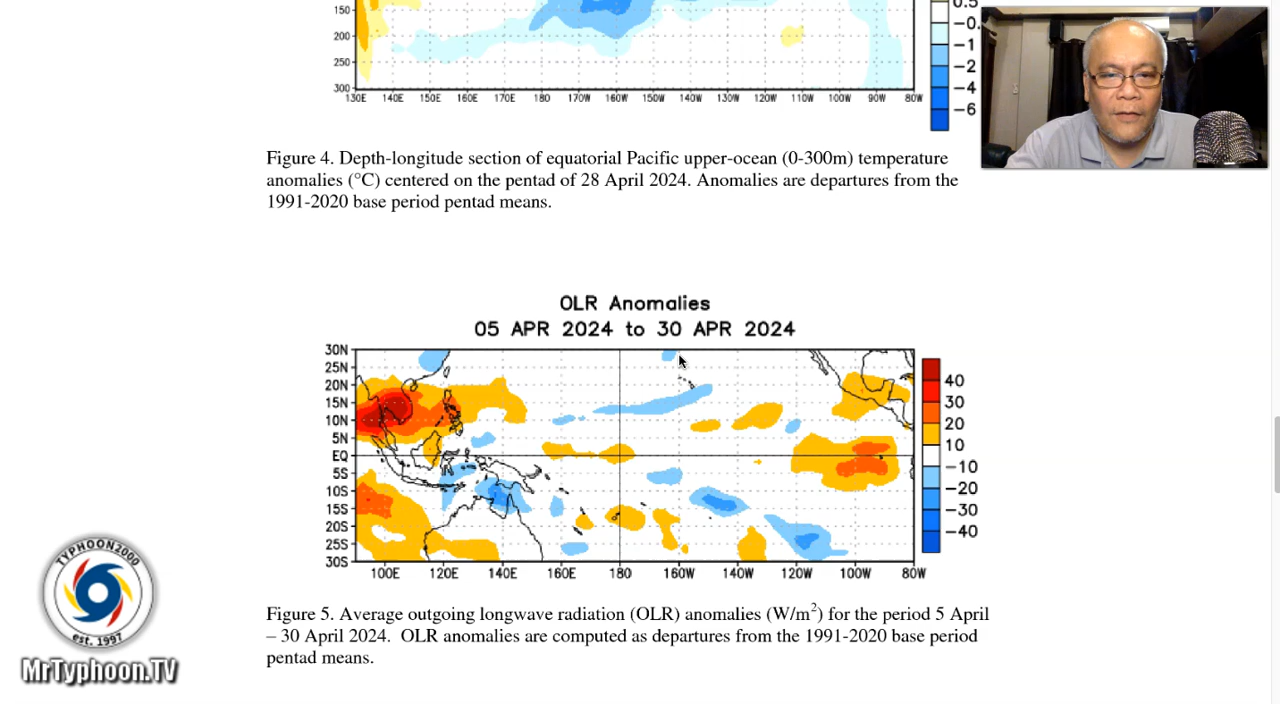 0.5
150
-0.
200
-1
250
-2
300
-4
130E 140E 150E 160E 170E 180 170W 160W 150W 140W 130W 120W 110W 100W 90W 80W
-6
Figure 4. Depth-longitude section of equatorial Pacific upper-ocean (0-300m) temperature
anomalies (°C) centered on the pentad of 28 April 2024. Anomalies are departures from the
1991-2020 base period pentad means.
OLR Anomalies
05 APR 2024 to 30 APR 2024
30N
25N
20N
15N
10N
5N
EQ
5S
10S
15S
20S
25S
30S
100E 120E 140E 160E 180 160W 140W 120W 100W 80W
40
30
20
10
-10
-20
-30
-40
Figure 5. Average outgoing longwave radiation (OLR) anomalies (W/m²) for the period 5 April
– 30 April 2024. OLR anomalies are computed as departures from the 1991-2020 base period
pentad means.
TYPHOON2000
est. 1997
MrTyphoon.TV